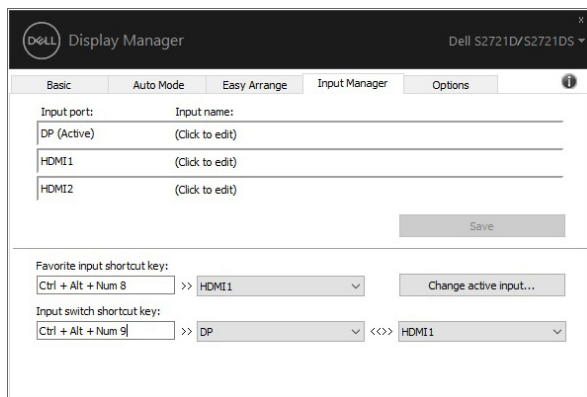 x
DELL Display Manager Dell S2721D/S2721DS
Basic Auto Mode Easy Arrange Input Manager Options i
Input port: Input name:
DP (Active) (Click to edit)
HDMI1 (Click to edit)
HDMI2 (Click to edit)
Save
Favorite input shortcut key:
Ctrl + Alt + Num 8 >> HDMI1 Change active input...
Input switch shortcut key:
Ctrl + Alt + Num 9 >> DP <<>> HDMI1